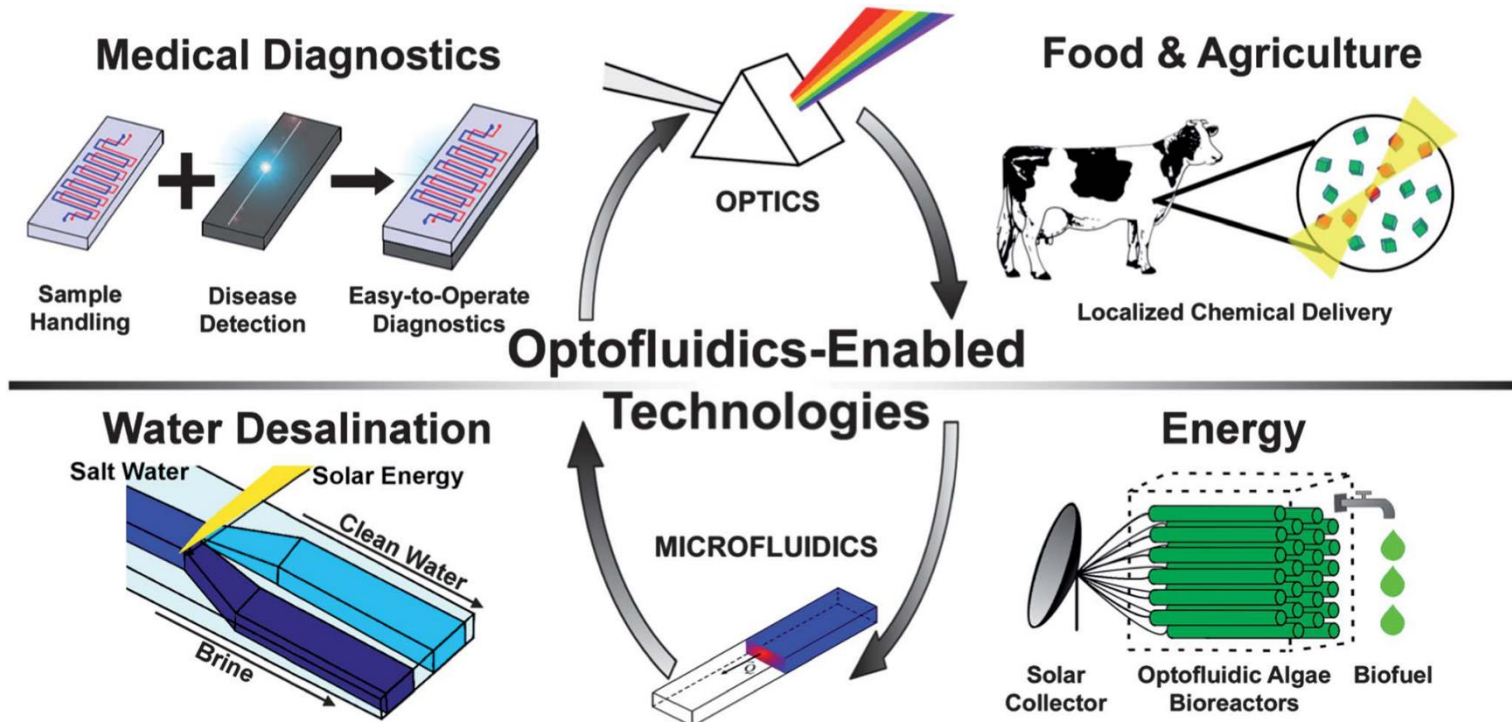 Medical Diagnostics
Sample
Handling
Disease
Detection
Easy-to-Operate
Diagnostics
OPTICS
Food & Agriculture
Localized Chemical Delivery
Optofluidics-Enabled
Technologies
Water Desalination
Salt Water
Solar Energy
Clean Water
Brine
MICROFLUIDICS
Energy
Solar
Collector
Optofluidic Algae
Bioreactors
Biofuel